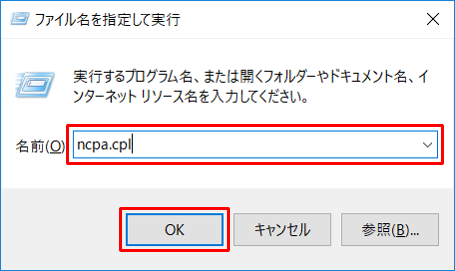 ファイル名を指定して実行
実行するプログラム名、または開くフォルダーやドキュメント名、イ
ンターネット リソース名を入力してください。
名前(O)
ncpa.cpl
OK
キャンセル
参照(B)...